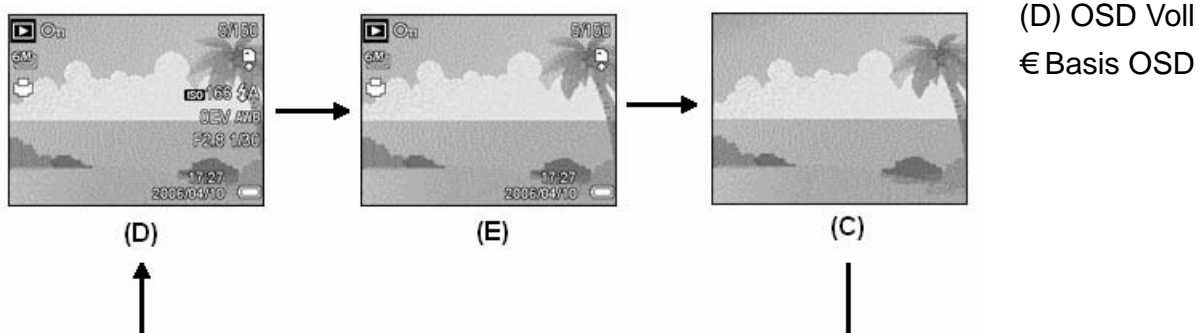 (D) OSD Voll
€ Basis OSD
5/150
6M
ISO 166 A
0EV AWB
F2.8 1/30
17:27
2006/04/10
(D)
5/150
6M
17:27
2006/04/10
(E)
(C)